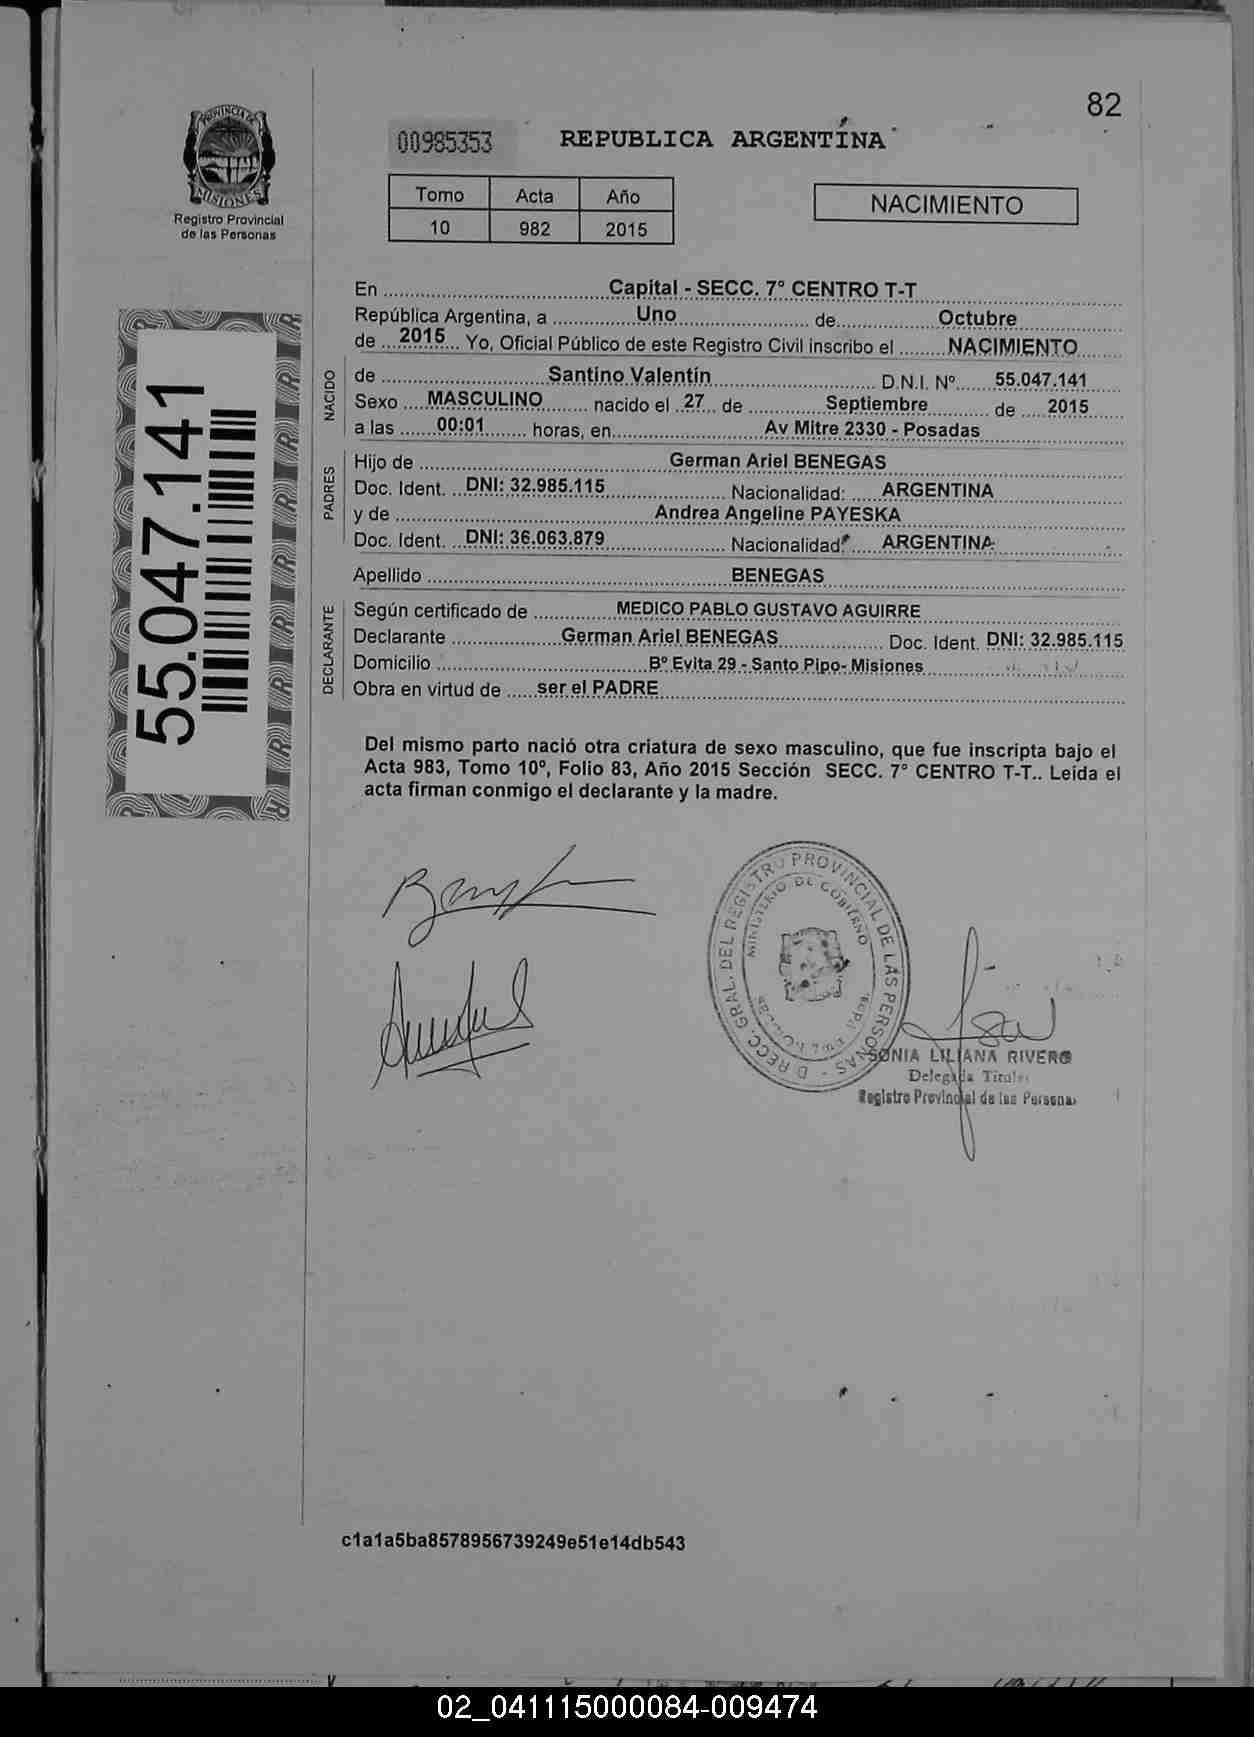 82
PROVINCIA DE
MISIONES
Registro Provincial
de las Personas
00985353
REPUBLICA ARGENTINA
Tomo Acta Año
10 982 2015
NACIMIENTO
En Capital - SECC. 7° CENTRO T-T
República Argentina, a Uno de Octubre
de 2015 Yo, Oficial Público de este Registro Civil inscribo el NACIMIENTO
NACIDO
de Santino Valentín D.N.I. Nº 55.047.141
Sexo MASCULINO nacido el 27 de Septiembre de 2015
a las 00:01 horas, en Av Mitre 2330 - Posadas
PADRES
Hijo de German Ariel BENEGAS
Doc. Ident. DNI: 32.985.115 Nacionalidad: ARGENTINA
y de Andrea Angeline PAYESKA
Doc. Ident. DNI: 36.063.879 Nacionalidad: ARGENTINA
Apellido BENEGAS
DECLARANTE
Según certificado de MEDICO PABLO GUSTAVO AGUIRRE
Declarante German Ariel BENEGAS Doc. Ident. DNI: 32.985.115
Domicilio Bº Evita 29 - Santo Pipo- Misiones
Obra en virtud de ser el PADRE
55.047.141
Del mismo parto nació otra criatura de sexo masculino, que fue inscripta bajo el
Acta 983, Tomo 10º, Folio 83, Año 2015 Sección SECC. 7° CENTRO T-T.. Leída el
acta firman conmigo el declarante y la madre.
DIRECC. GRAL. DEL REGISTRO PROVINCIAL DE LAS PERSONAS
MINISTERIO DE GOBIERNO
SONIA LILIANA RIVERO
Delegada Titular
Registro Provincial de las Personas
c1a1a5ba8578956739249e51e14db543
02_041115000084-009474